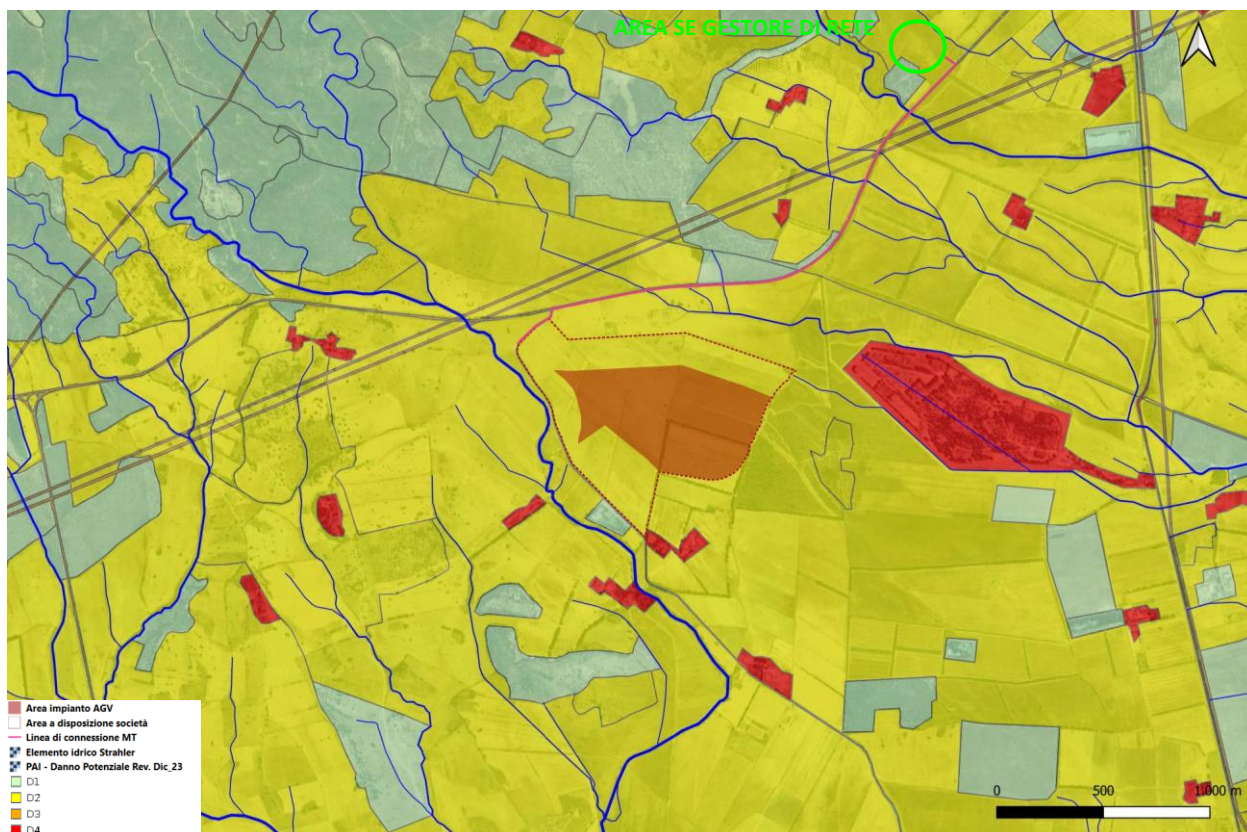 AREA SE GESTORE DI RETE
Area impianto AGV
Area a disposizione società
Linea di connessione MT
Elemento idrico Strahler
PAI - Danno Potenziale Rev. Dic_23
D1
D2
D3
D4
0 500 1.000 m